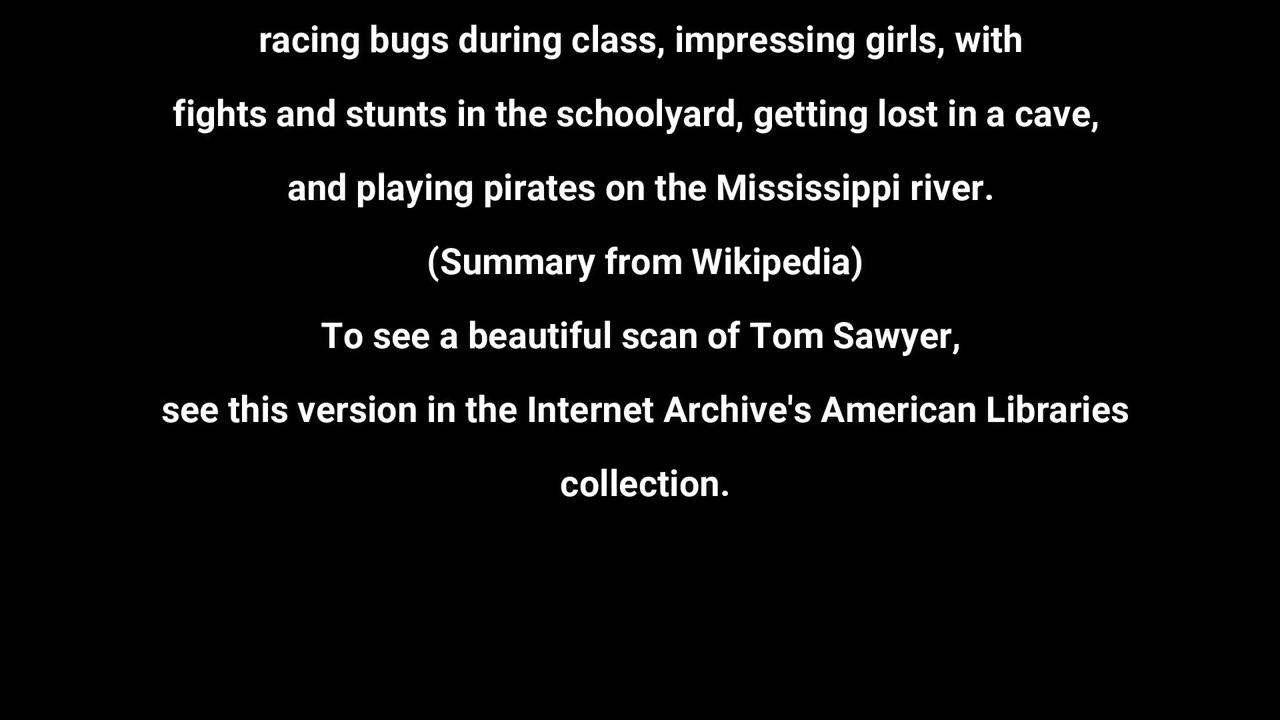 racing bugs during class, impressing girls, with
fights and stunts in the schoolyard, getting lost in a cave,
and playing pirates on the Mississippi river.
(Summary from Wikipedia)
To see a beautiful scan of Tom Sawyer,
see this version in the Internet Archive's American Libraries
collection.